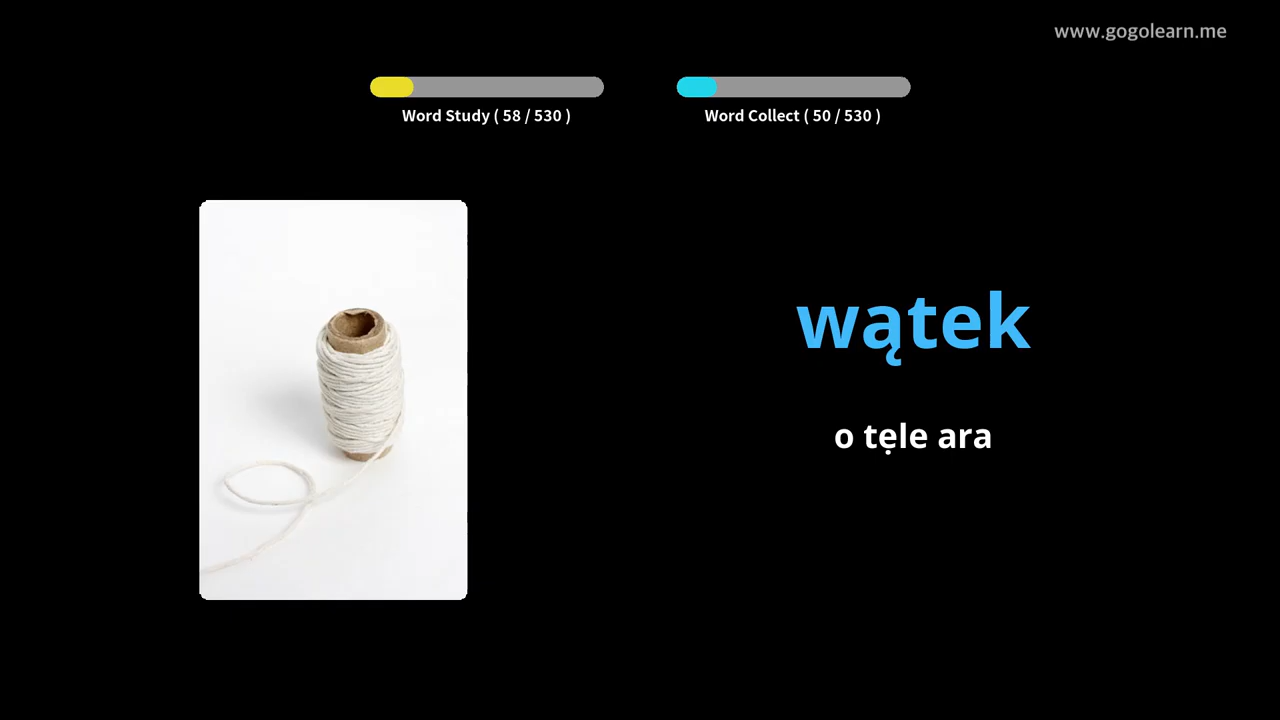 www.gogolearn.me
Word Study ( 58 / 530 )
Word Collect ( 50 / 530 )
wątek
o tẹle ara